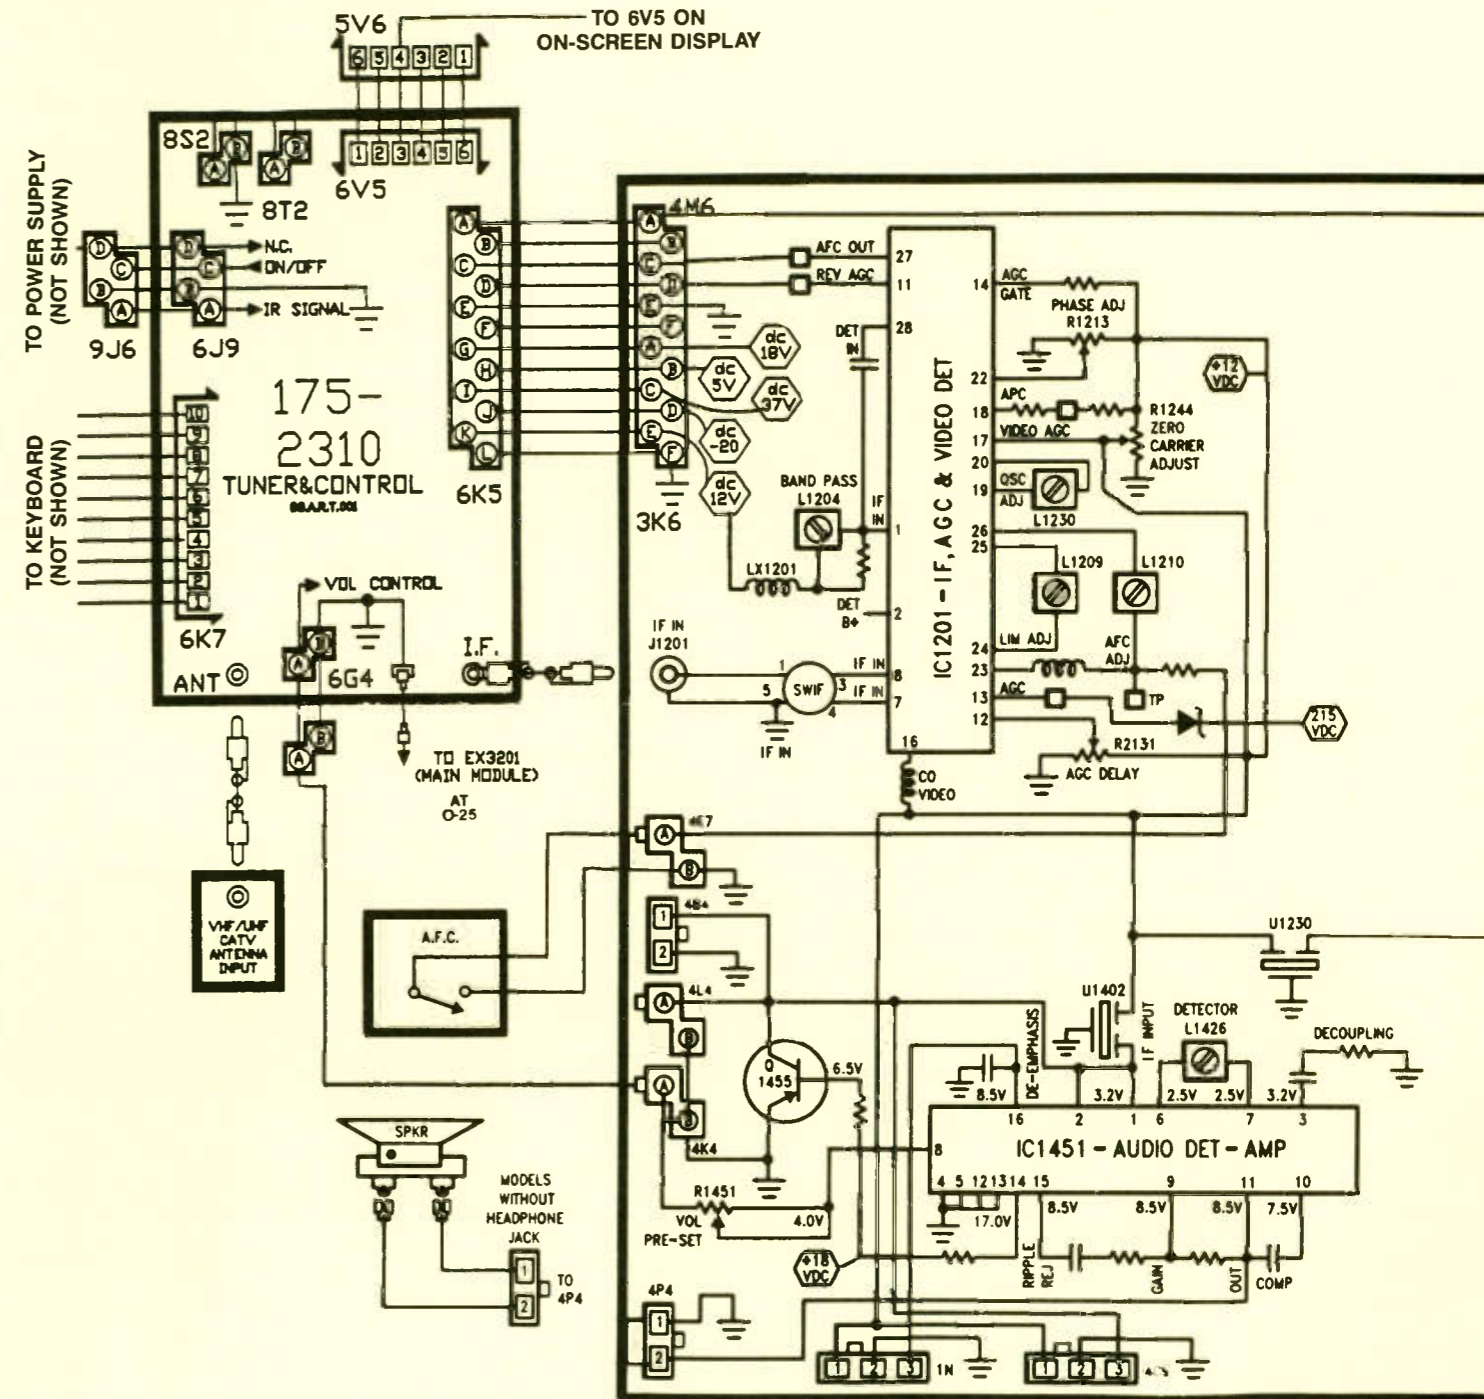 5V6
TO 6V5 ON
ON-SCREEN DISPLAY
6 5 4 3 2 1
1 2 3 4 5 6
6V5
8S2
A B
A B
8T2
TO POWER SUPPLY
(NOT SHOWN)
D
C
B
A
9J6
D
C
B
A
6J9
N.C.
ON/OFF
IR SIGNAL
175-
2310
TUNER&CONTROL
TO KEYBOARD
(NOT SHOWN)
10
9
8
7
6
5
4
3
2
1
6K7
VOL CONTROL
A B
6G4
ANT
I.F.
A
B
C
D
E
F
G
H
I
J
K
L
6K5
4M6
A
B
C
D
E
F
A
B
C
D
E
F
3K6
dc
18V
dc
5V
dc
37V
dc
-20
dc
12V
A B
TO EX3201
(MAIN MODULE)
AT
O-25
VHF/UHF
CATV
ANTENNA
INPUT
A.F.C.
SPKR
MODELS
WITHOUT
HEADPHONE
JACK
1
2
TO
4P4
AFC OUT
27
REV AGC
11
DET
IN
28
BAND PASS
L1204
IF
IN
1
LX1201
DET
B+
2
IF IN
J1201
1
5
SWIF
3
4
IF IN
8
IF IN
7
IF IN
16
CO
VIDEO
IC1201-IF, AGC & VIDEO DET
14
AGC
GATE
PHASE ADJ
R1213
22
+12
VDC
18
APC
17
VIDEO AGC
R1244
ZERO
CARRIER
ADJUST
20
19
OSC
ADJ
L1230
26
25
L1209
L1210
24
LIM ADJ
AFC
ADJ
23
13
AGC
TP
12
R2131
AGC DELAY
215
VDC
4E7
A
B
1
2
4L4
A
B
A
B
4K4
Q
1455
6.5V
R1451
VOL
PRE-SET
4.0V
+18
VDC
4P4
1
2
U1230
U1402
DE-EMPHASIS
IF INPUT
DETECTOR
L1426
DECOUPLING
8.5V
3.2V
2.5V
2.5V
3.2V
16
2
1
6
7
3
8
IC1451-AUDIO DET-AMP
4 5 12 13 14 15 9 11 10
17.0V
8.5V
8.5V
8.5V
7.5V
RIPPLE
REJ
GAIN
OUT
COMP
1 2 3
1N
1 2 3